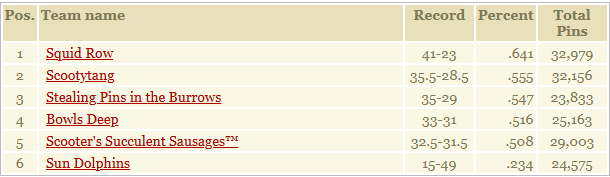 Pos. Team name Record Percent Total Pins
1 Squid Row 41-23 .641 32,979
2 Scootytang 35.5-28.5 .555 32,156
3 Stealing Pins in the Burrows 35-29 .547 23,833
4 Bowls Deep 33-31 .516 25,163
5 Scooter's Succulent Sausages™ 32.5-31.5 .508 29,003
6 Sun Dolphins 15-49 .234 24,575